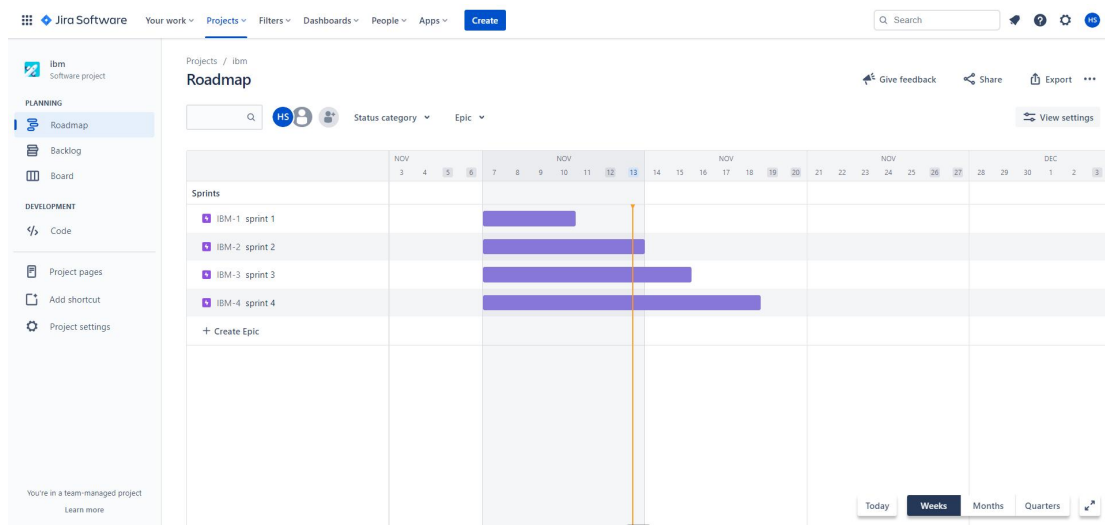 Jira Software Your work Projects Filters Dashboards People Apps Create Search HS
ibm
Software project
PLANNING
Roadmap
Backlog
Board
DEVELOPMENT
Code
Project pages
Add shortcut
Project settings
You're in a team-managed project
Learn more
Projects / ibm
Roadmap
Give feedback Share Export
HS Status category Epic View settings
NOV NOV NOV NOV DEC
3 4 5 6 7 8 9 10 11 12 13 14 15 16 17 18 19 20 21 22 23 24 25 26 27 28 29 30 1 2 3
Sprints
IBM-1 sprint 1
IBM-2 sprint 2
IBM-3 sprint 3
IBM-4 sprint 4
+ Create Epic
Today Weeks Months Quarters